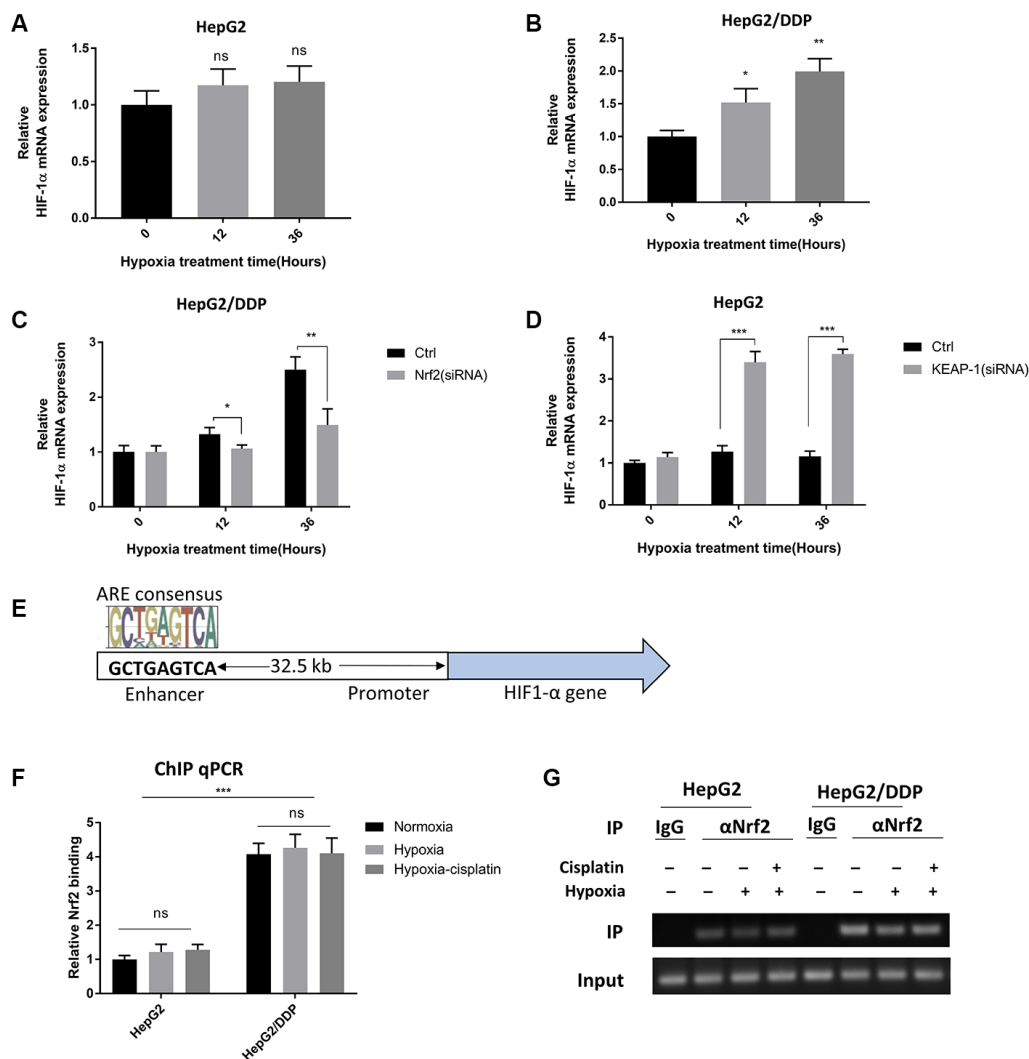 A
HepG2
Relative
HIF-1α mRNA expression
1.5
1.0
0.5
0.0
ns
ns
0
12
36
Hypoxia treatment time(Hours)
B
HepG2/DDP
Relative
HIF-1α mRNA expression
2.5
2.0
1.5
1.0
0.5
0.0
*
**
0
12
36
Hypoxia treatment time(Hours)
C
HepG2/DDP
Relative
HIF-1α mRNA expression
3
2
1
0
*
**
0
12
36
Hypoxia treatment time(Hours)
Ctrl
Nrf2(siRNA)
D
HepG2
Relative
HIF-1α mRNA expression
4
3
2
1
0
***
***
0
12
36
Hypoxia treatment time(Hours)
Ctrl
KEAP-1(siRNA)
E
ARE consensus
GCTGAGTCA
GCTGAGTCA 32.5 kb
Enhancer Promoter HIF1-α gene
F
ChIP qPCR
Relative Nrf2 binding
6
4
2
1
0
***
ns
ns
HepG2
HepG2/DDP
Normoxia
Hypoxia
Hypoxia-cisplatin
G
HepG2 HepG2/DDP
IP IgG αNrf2 IgG αNrf2
Cisplatin – – – + – – – +
Hypoxia – – + + – – + +
IP
Input